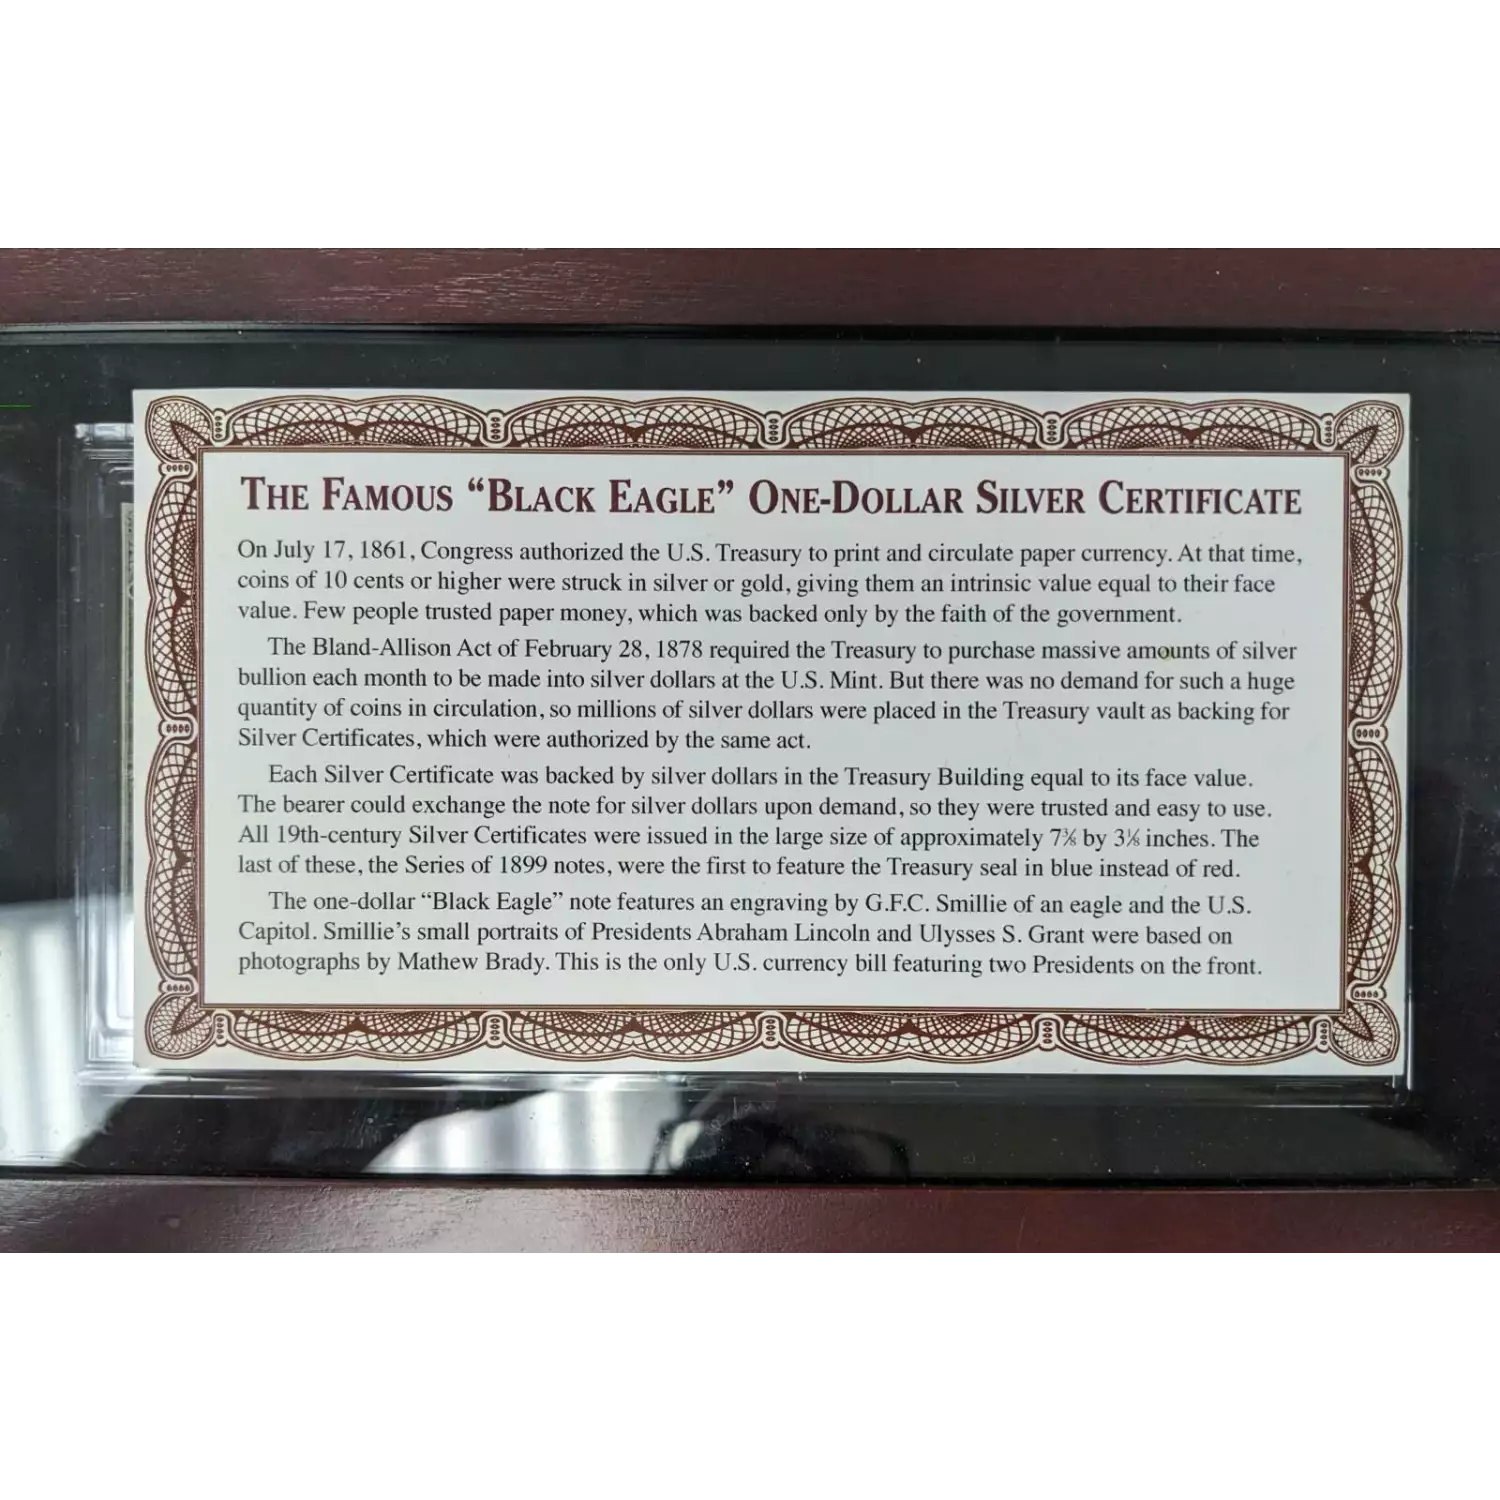 THE FAMOUS “BLACK EAGLE” ONE-DOLLAR SILVER CERTIFICATE
On July 17, 1861, Congress authorized the U.S. Treasury to print and circulate paper currency. At that time,
coins of 10 cents or higher were struck in silver or gold, giving them an intrinsic value equal to their face
value. Few people trusted paper money, which was backed only by the faith of the government.
The Bland-Allison Act of February 28, 1878 required the Treasury to purchase massive amounts of silver
bullion each month to be made into silver dollars at the U.S. Mint. But there was no demand for such a huge
quantity of coins in circulation, so millions of silver dollars were placed in the Treasury vault as backing for
Silver Certificates, which were authorized by the same act.
Each Silver Certificate was backed by silver dollars in the Treasury Building equal to its face value.
The bearer could exchange the note for silver dollars upon demand, so they were trusted and easy to use.
All 19th-century Silver Certificates were issued in the large size of approximately 7⅜ by 3⅛ inches. The
last of these, the Series of 1899 notes, were the first to feature the Treasury seal in blue instead of red.
The one-dollar “Black Eagle” note features an engraving by G.F.C. Smillie of an eagle and the U.S.
Capitol. Smillie’s small portraits of Presidents Abraham Lincoln and Ulysses S. Grant were based on
photographs by Mathew Brady. This is the only U.S. currency bill featuring two Presidents on the front.